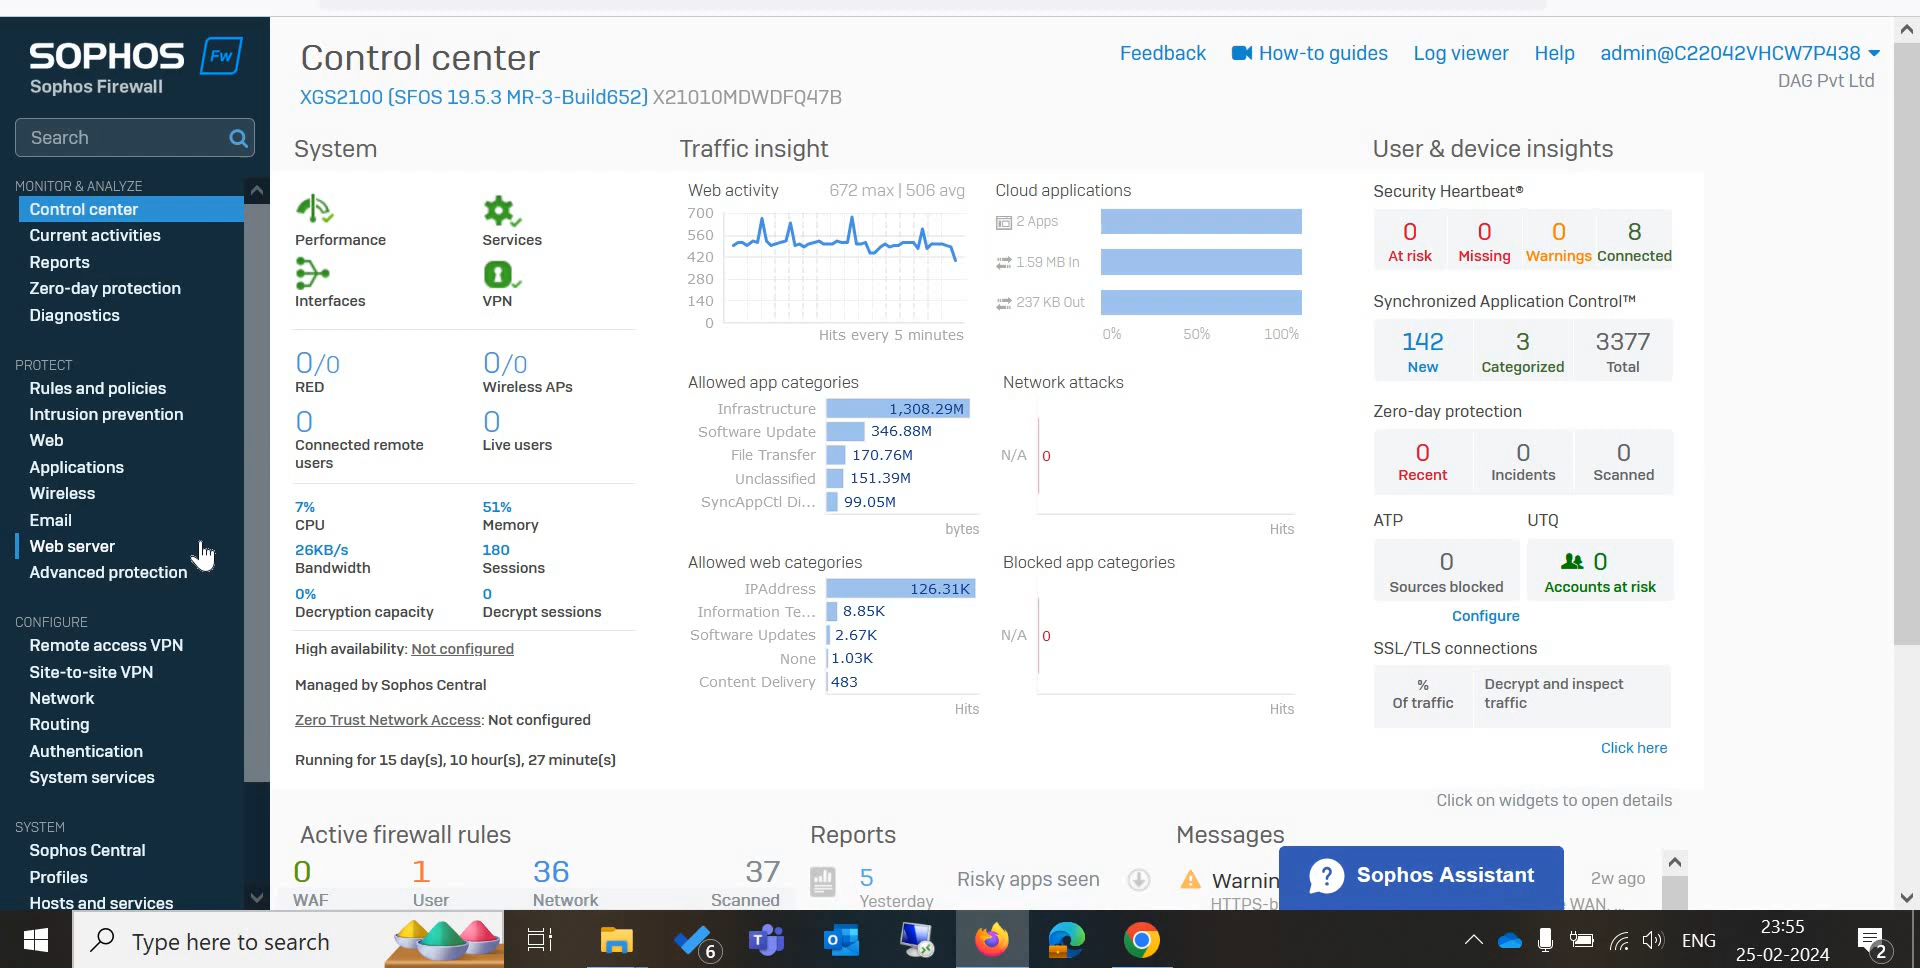 SOPHOS Fw
Sophos Firewall
Search
MONITOR & ANALYZE
Control center
Current activities
Reports
Zero-day protection
Diagnostics
PROTECT
Rules and policies
Intrusion prevention
Web
Applications
Wireless
Email
Web server
Advanced protection
CONFIGURE
Remote access VPN
Site-to-site VPN
Network
Routing
Authentication
System services
SYSTEM
Sophos Central
Profiles
Hosts and services
Control center
XGS2100 (SFOS 19.5.3 MR-3-Build652) X21010MDWDFQ47B
Feedback How-to guides Log viewer Help admin@C22042VHCW7P438
DAG Pvt Ltd
System
Performance Services
Interfaces VPN
0/0 0/0
RED Wireless APs
0 0
Connected remote users Live users
7% 51%
CPU Memory
26KB/s 180
Bandwidth Sessions
0% 0
Decryption capacity Decrypt sessions
High availability: Not configured
Managed by Sophos Central
Zero Trust Network Access: Not configured
Running for 15 day(s), 10 hour(s), 27 minute(s)
Traffic insight
Web activity 672 max | 506 avg
700
560
420
280
140
0
Hits every 5 minutes
Cloud applications
2 Apps
1.59 MB In
237 KB Out
0% 50% 100%
Allowed app categories
Infrastructure 1,308.29M
Software Update 346.88M
File Transfer 170.76M
Unclassified 151.39M
SyncAppCtl Di... 99.05M
bytes
Network attacks
N/A 0
Hits
Allowed web categories
IPAddress 126.31K
Information Te... 8.85K
Software Updates 2.67K
None 1.03K
Content Delivery 483
Hits
Blocked app categories
N/A 0
Hits
User & device insights
Security Heartbeat®
0 0 0 8
At risk Missing Warnings Connected
Synchronized Application Control™
142 3 3377
New Categorized Total
Zero-day protection
0 0 0
Recent Incidents Scanned
ATP UTQ
0 0
Sources blocked Accounts at risk
Configure
SSL/TLS connections
% Decrypt and inspect
Of traffic traffic
Click here
Click on widgets to open details
Active firewall rules
0 1 36 37
WAF User Network Scanned
Reports
5 Risky apps seen
Yesterday
Messages
Warnin 2w ago
HTTPS-b WAN. ...
? Sophos Assistant
Type here to search
6
ENG
23:55
25-02-2024
2